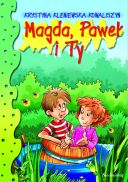 KRYSTYNA KLENIEWSKA KOWALISZYN
Magda, Paweł
i Ty